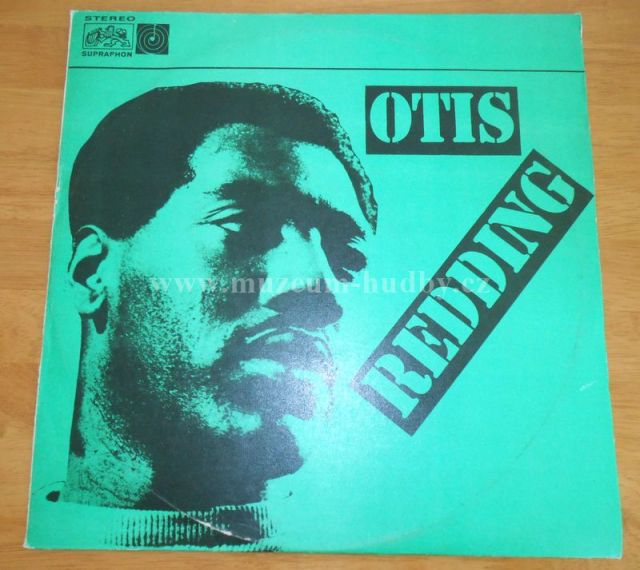 STEREO
SUPRAPHON
OTIS
REDDING
www.muzeum-hudby.cz